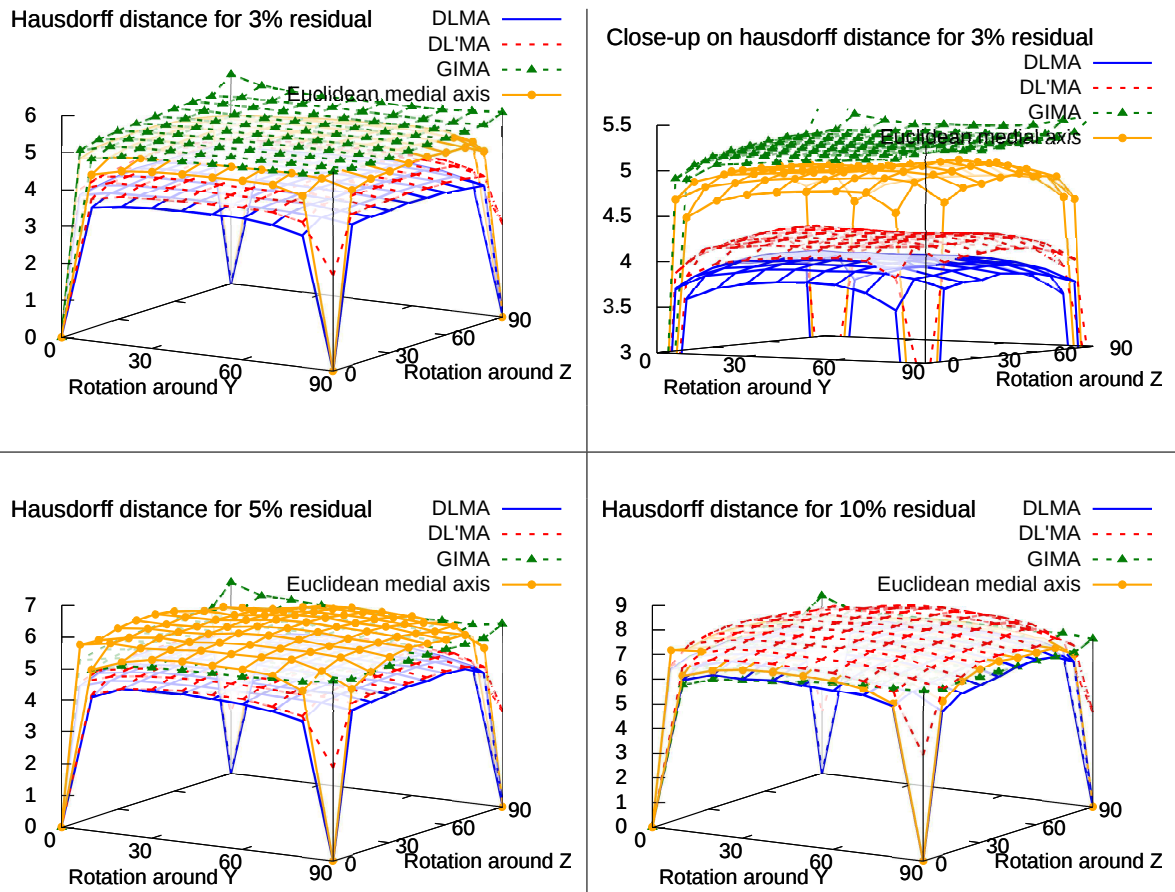 Hausdorff distance for 3% residual
DLMA
DL'MA
GIMA
Euclidean medial axis
6
5
4
3
2
1
0
0
30
60
90
Rotation around Y
0
30
60
90
Rotation around Z
Close-up on hausdorff distance for 3% residual
DLMA
DL'MA
GIMA
Euclidean medial axis
5.5
5
4.5
4
3.5
3
0
30
60
90
Rotation around Y
0
30
60
90
Rotation around Z
Hausdorff distance for 5% residual
DLMA
DL'MA
GIMA
Euclidean medial axis
7
6
5
4
3
2
1
0
0
30
60
90
Rotation around Y
0
30
60
90
Rotation around Z
Hausdorff distance for 10% residual
DLMA
DL'MA
GIMA
Euclidean medial axis
9
8
7
6
5
4
3
2
1
0
0
30
60
90
Rotation around Y
0
30
60
90
Rotation around Z